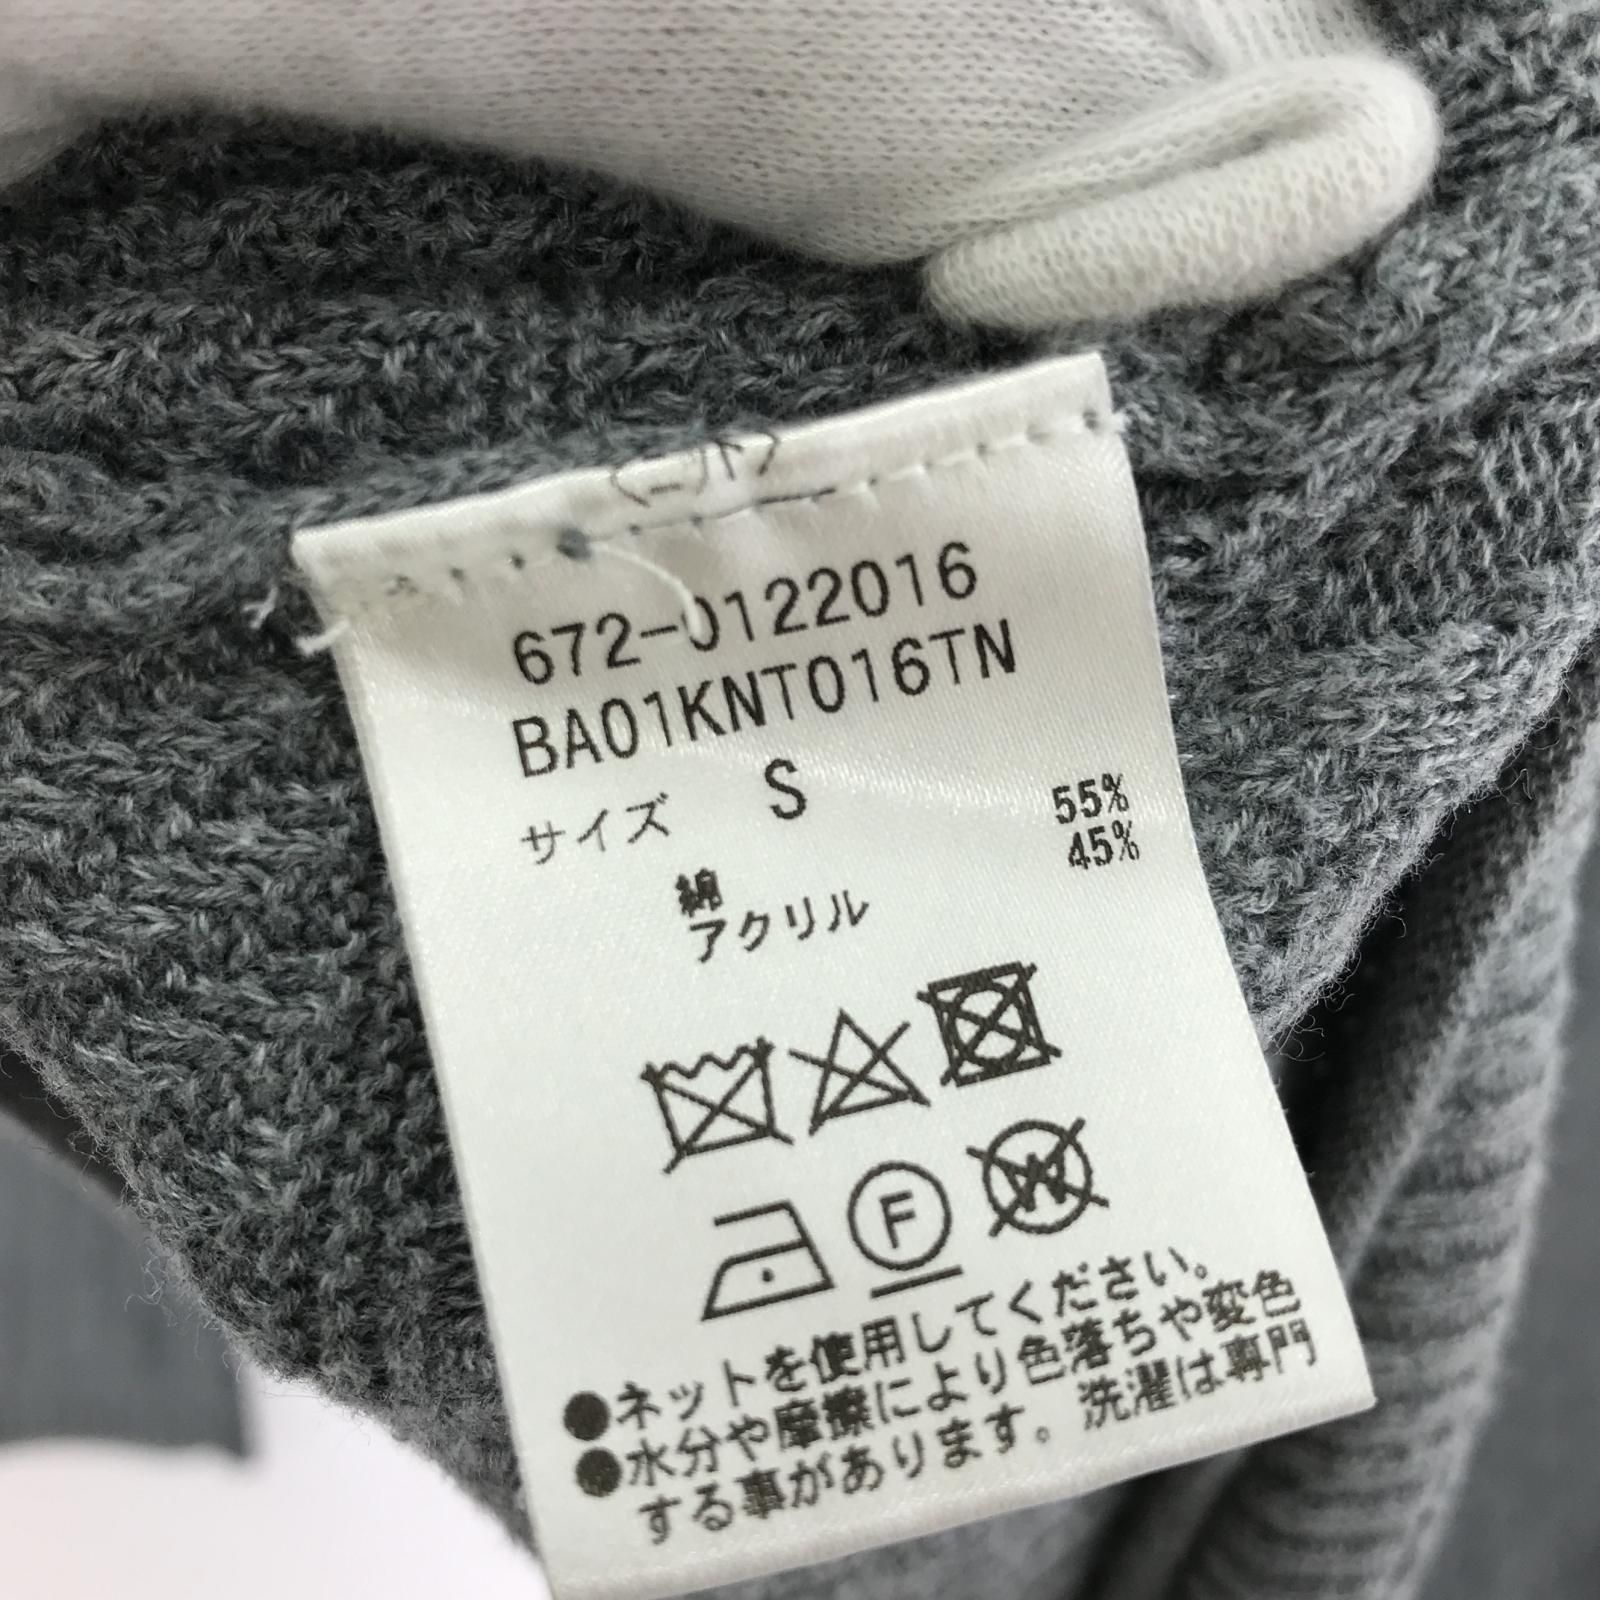 672-0122016
BA01KNT016TN
サイズ S
綿 55%
アクリル 45%
F
W
●ネットを使用してください。
●水分や摩擦により色落ちや変色
する事があります。洗濯は専門